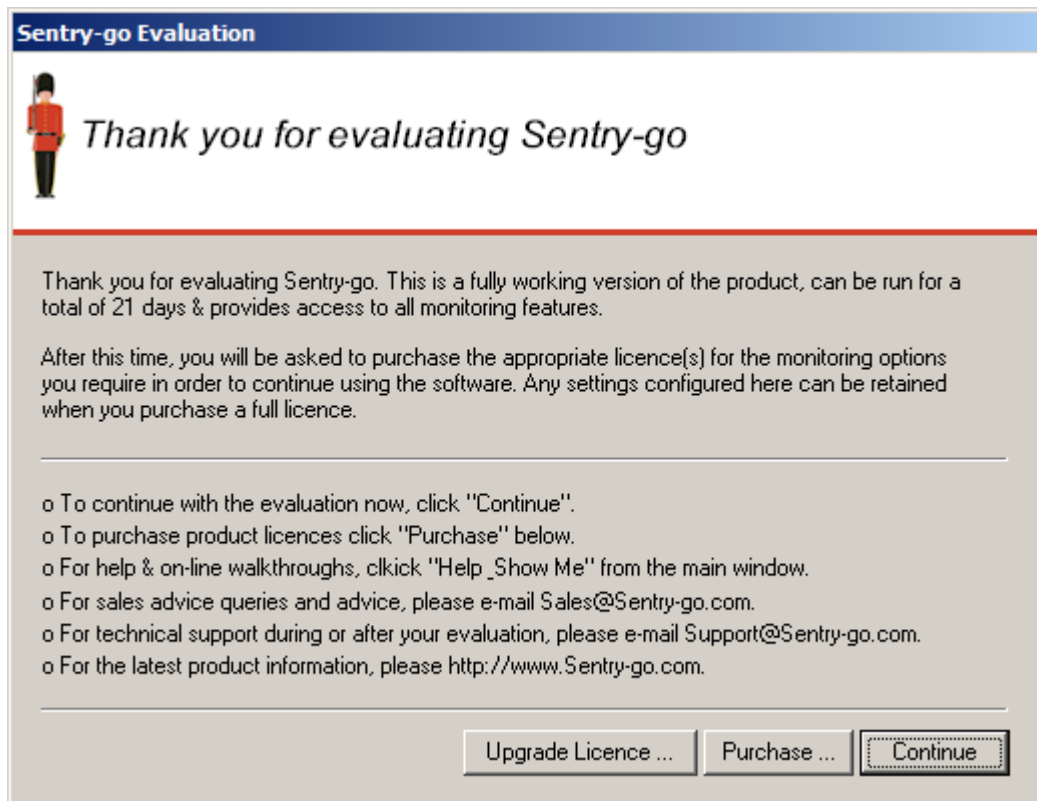 Sentry-go Evaluation
Thank you for evaluating Sentry-go
Thank you for evaluating Sentry-go. This is a fully working version of the product, can be run for a
total of 21 days & provides access to all monitoring features.
After this time, you will be asked to purchase the appropriate licence(s) for the monitoring options
you require in order to continue using the software. Any settings configured here can be retained
when you purchase a full licence.
o To continue with the evaluation now, click "Continue".
o To purchase product licences click "Purchase" below.
o For help & on-line walkthroughs, clkick "Help _Show Me" from the main window.
o For sales advice queries and advice, please e-mail Sales@Sentry-go.com.
o For technical support during or after your evaluation, please e-mail Support@Sentry-go.com.
o For the latest product information, please http://www.Sentry-go.com.
Upgrade Licence ... Purchase ... Continue